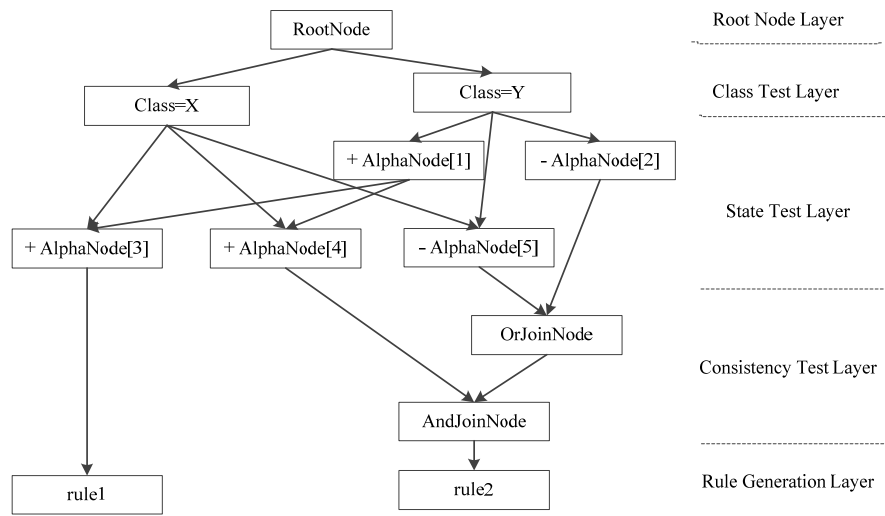 Root Node Layer
RootNode
Class=X
Class=Y
Class Test Layer
+ AlphaNode[1]
- AlphaNode[2]
State Test Layer
+ AlphaNode[3]
+ AlphaNode[4]
- AlphaNode[5]
OrJoinNode
Consistency Test Layer
AndJoinNode
rule1
rule2
Rule Generation Layer